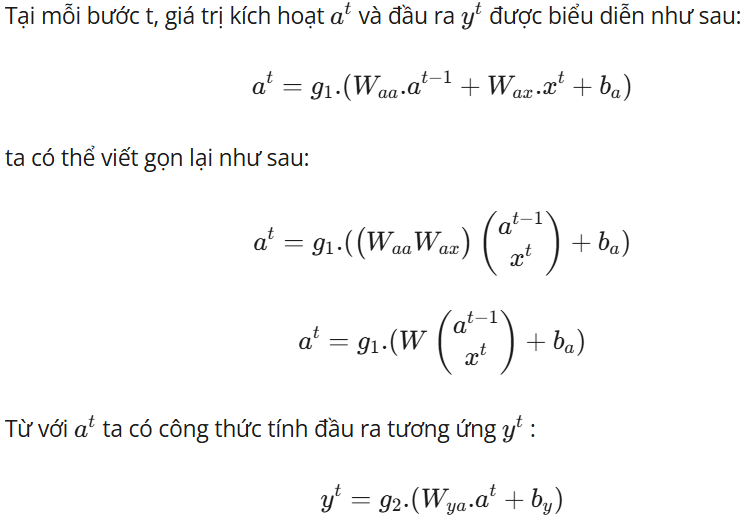 Tại mỗi bước t, giá trị kích hoạt $a^t$ và đầu ra $y^t$ được biểu diễn như sau:
$a^t = g_1.(W_{aa}.a^{t-1} + W_{ax}.x^t + b_a)$
ta có thể viết gọn lại như sau:
$a^t = g_1.(\left(W_{aa}W_{ax}\right)\begin{pmatrix} a^{t-1} \\ x^t \end{pmatrix} + b_a)$
$a^t = g_1.(W\begin{pmatrix} a^{t-1} \\ x^t \end{pmatrix} + b_a)$
Từ với $a^t$ ta có công thức tính đầu ra tương ứng $y^t$ :
$y^t = g_2.(W_{ya}.a^t + b_y)$